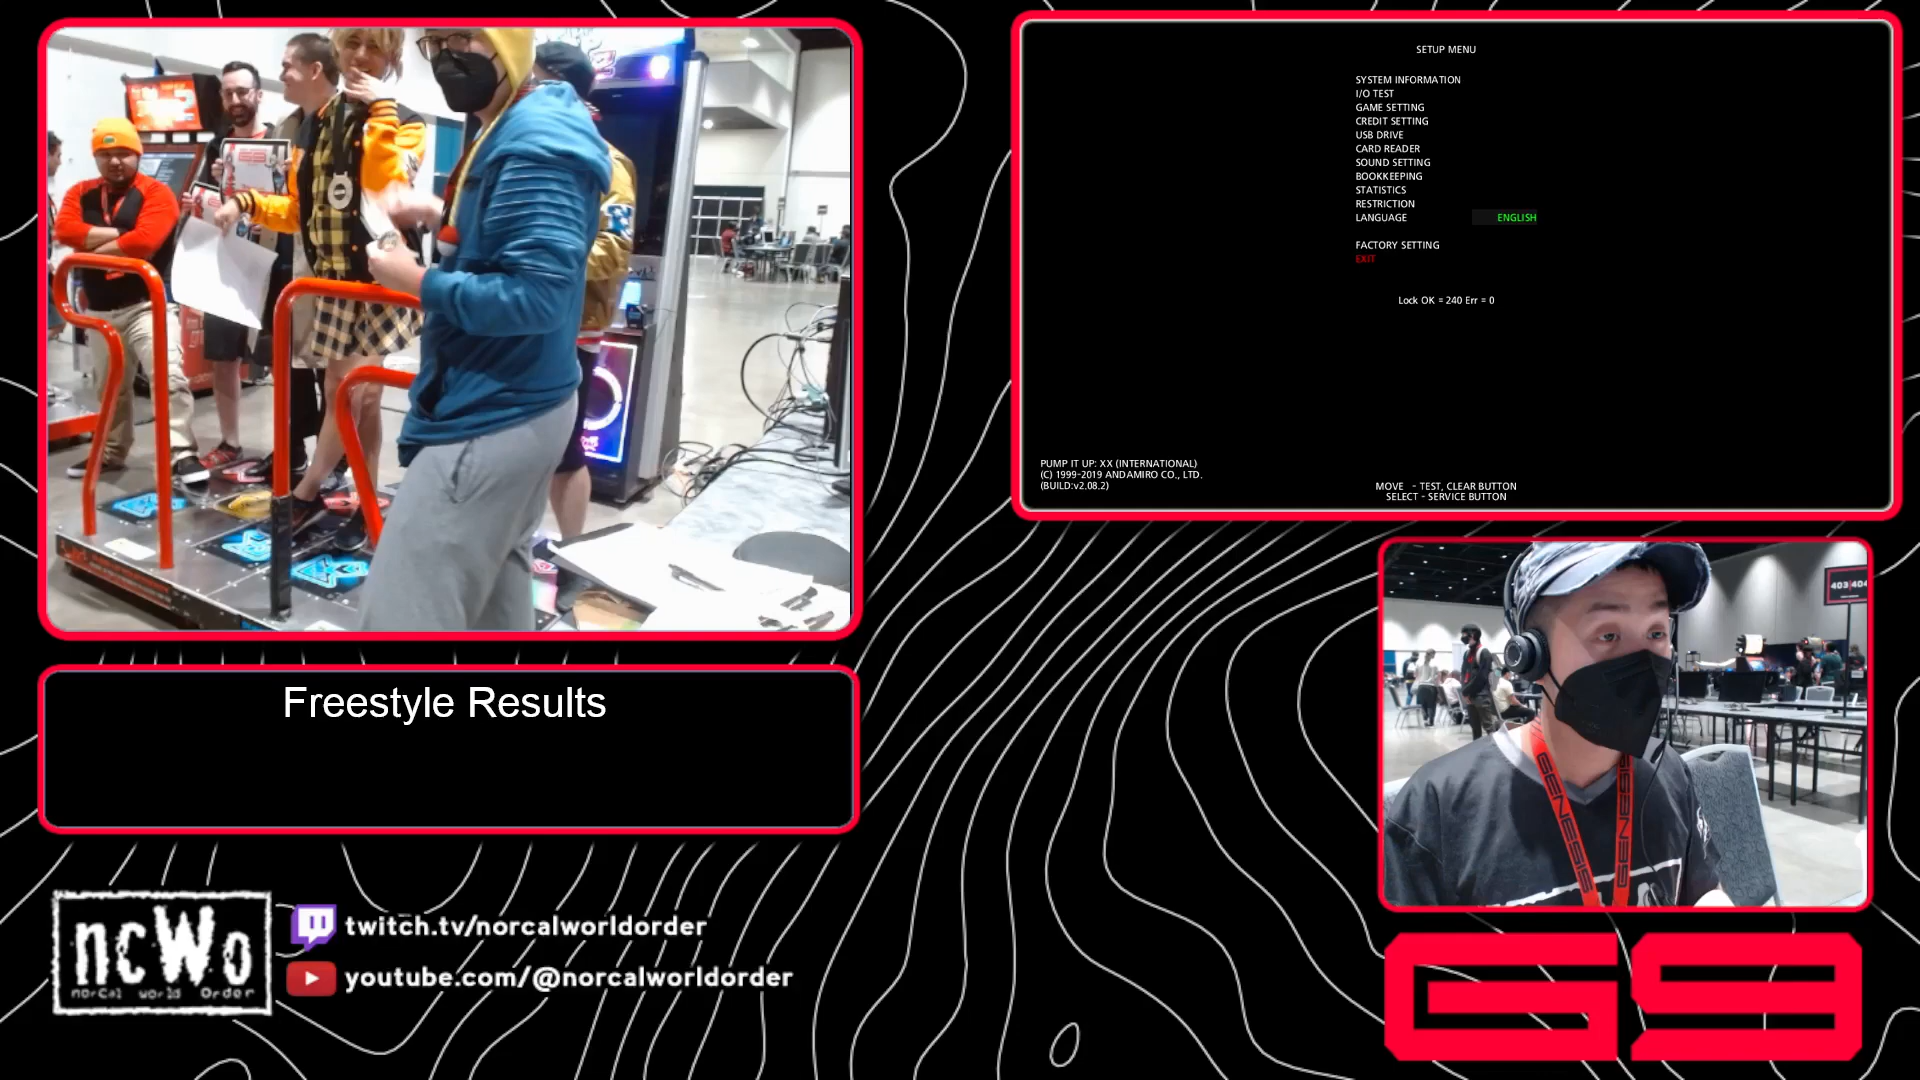 SETUP MENU
SYSTEM INFORMATION
I/O TEST
GAME SETTING
CREDIT SETTING
USB DRIVE
CARD READER
SOUND SETTING
BOOKKEEPING
STATISTICS
RESTRICTION
LANGUAGE ENGLISH
FACTORY SETTING
EXIT
Lock OK = 240 Err = 0
PUMP IT UP: XX (INTERNATIONAL)
(C) 1999-2019 ANDAMIRO CO., LTD.
(BUILD:v2.08.2)
MOVE - TEST, CLEAR BUTTON
SELECT - SERVICE BUTTON
403 404
GENESIS
GENESIS
Freestyle Results
ncWo
norCal world Order
twitch.tv/norcalworldorder
youtube.com/@norcalworldorder
G9